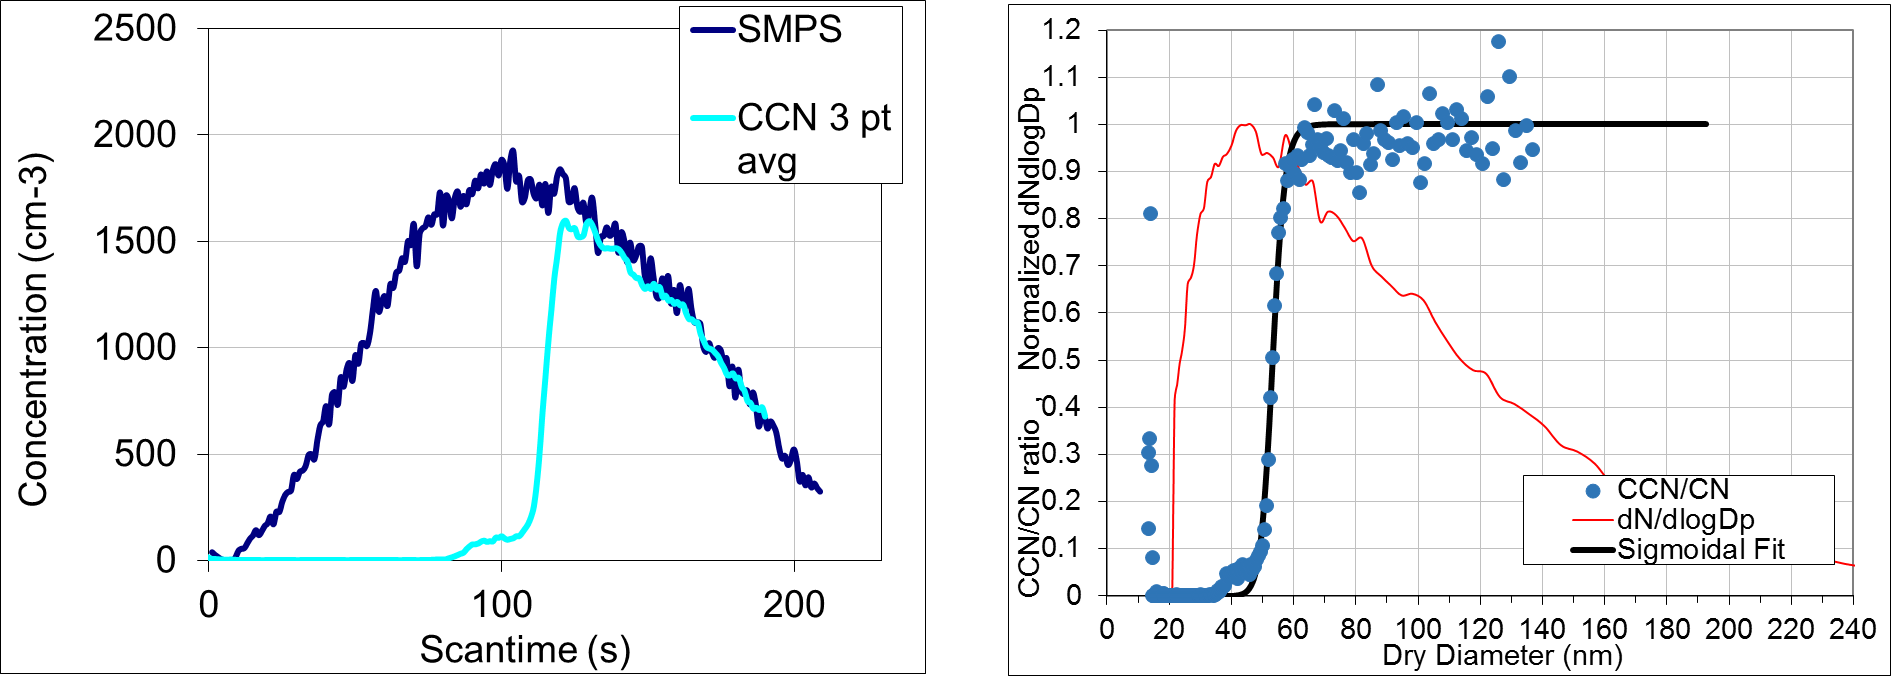 2500
2000
1500
1000
500
0
0
100
200
Concentration (cm-3)
Scantime (s)
SMPS
CCN 3 pt
avg
1.2
1.1
1
0.9
0.8
0.7
0.6
0.5
0.4
0.3
0.2
0.1
0
0 20 40 60 80 100 120 140 160 180 200 220 240
CCN/CN ratio , Normalized dNdlogDp
Dry Diameter (nm)
CCN/CN
dN/dlogDp
Sigmoidal Fit